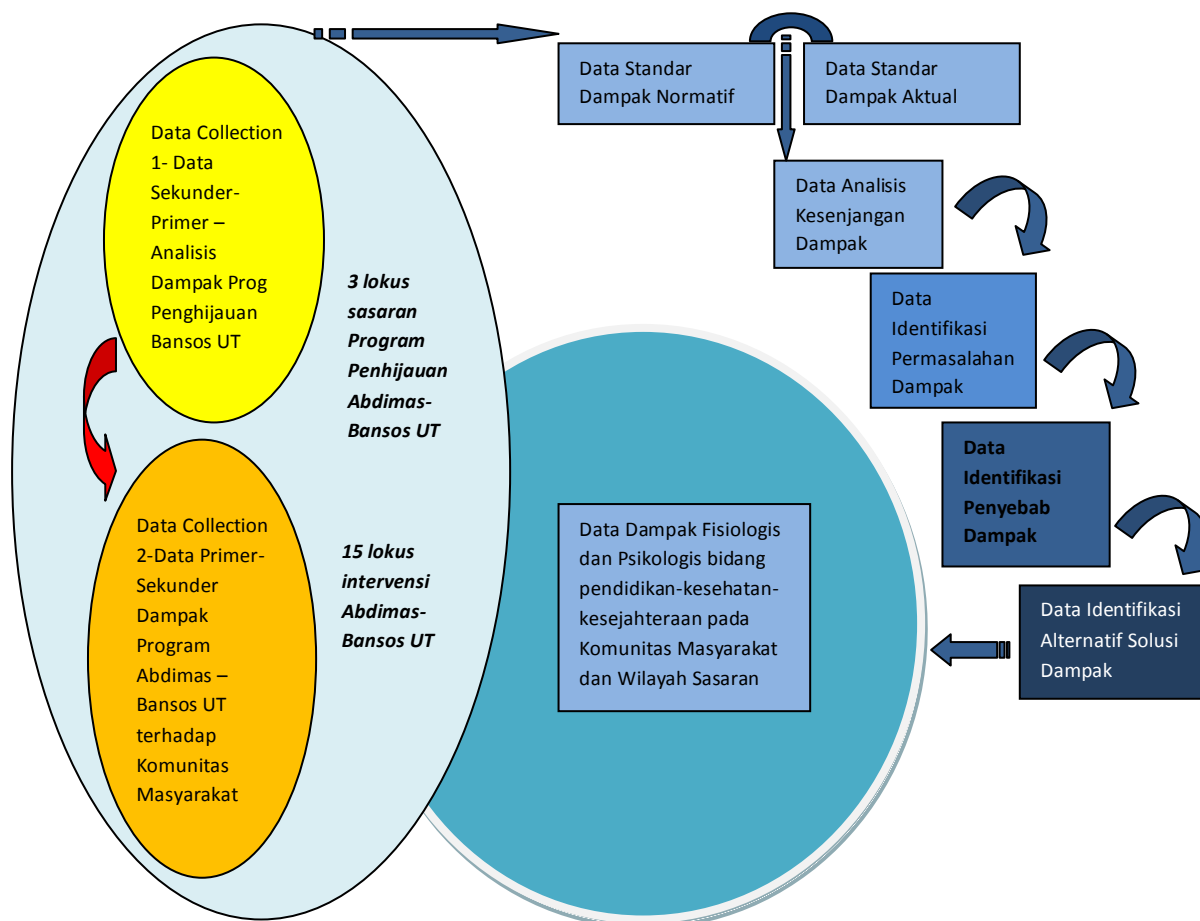 Data Collection
1- Data
Sekunder-
Primer –
Analisis
Dampak Prog
Penghijauan
Bansos UT
3 lokus
sasaran
Program
Penhijauan
Abdimas-
Bansos UT
Data Collection
2-Data Primer-
Sekunder
Dampak
Program
Abdimas –
Bansos UT
terhadap
Komunitas
Masyarakat
15 lokus
intervensi
Abdimas-
Bansos UT
Data Standar
Dampak Normatif
Data Standar
Dampak Aktual
Data Analisis
Kesenjangan
Dampak
Data
Identifikasi
Permasalahan
Dampak
Data
Identifikasi
Penyebab
Dampak
Data Identifikasi
Alternatif Solusi
Dampak
Data Dampak Fisiologis
dan Psikologis bidang
pendidikan-kesehatan-
kesejahteraan pada
Komunitas Masyarakat
dan Wilayah Sasaran